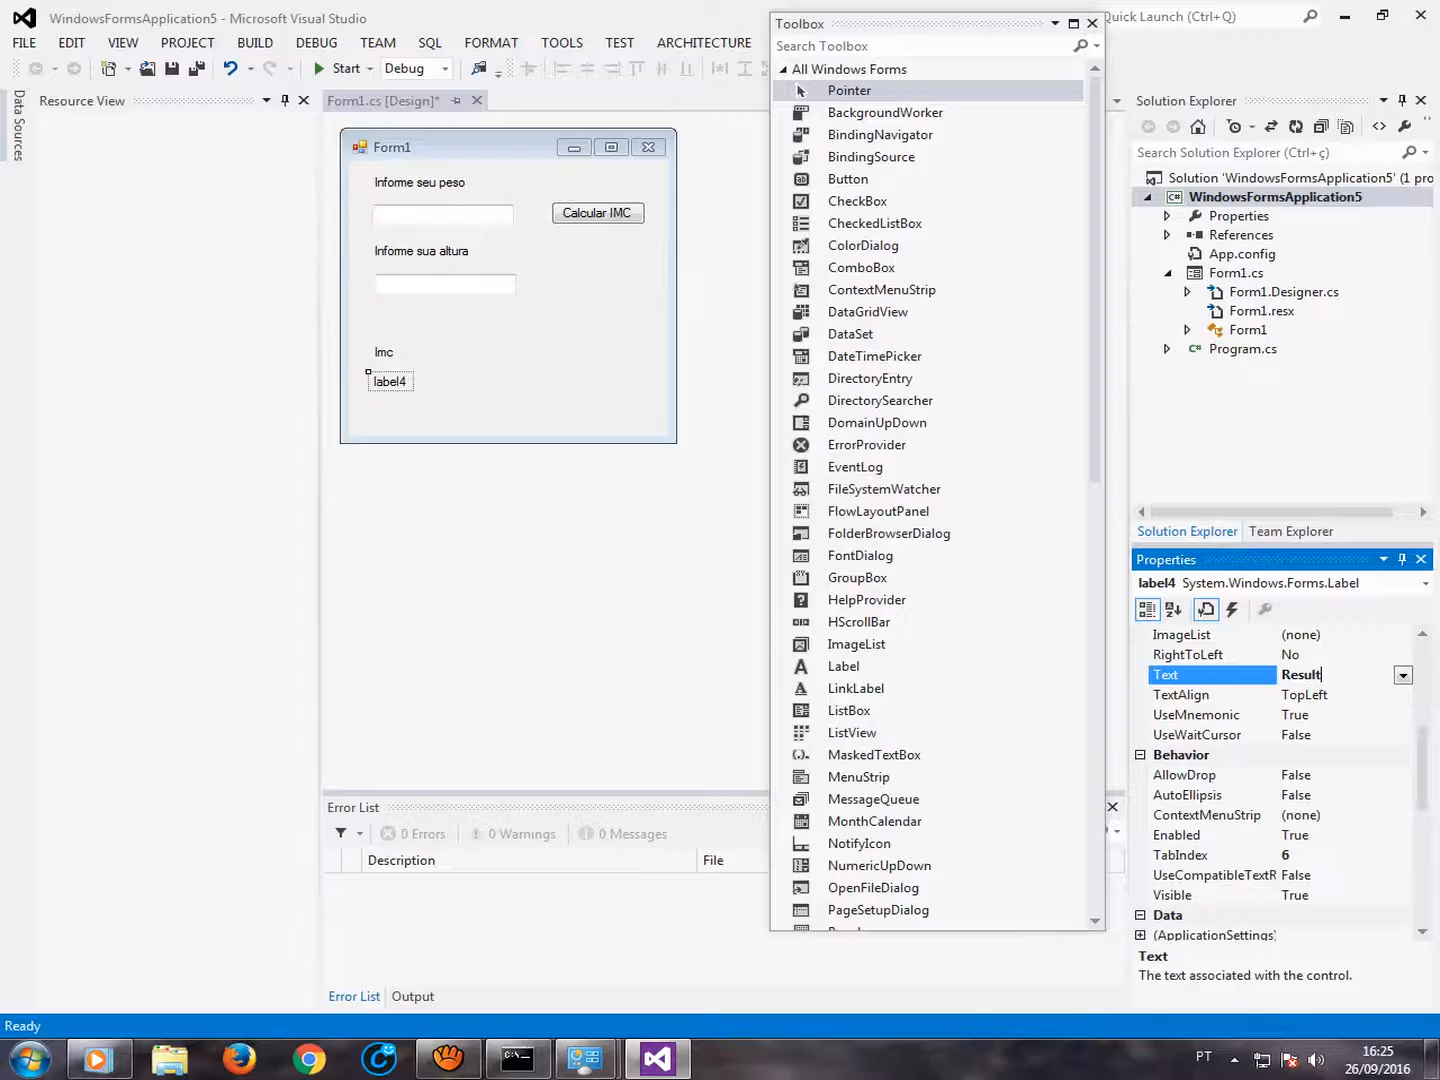 WindowsFormsApplication5 - Microsoft Visual Studio
Quick Launch (Ctrl+Q)
FILE EDIT VIEW PROJECT BUILD DEBUG TEAM SQL FORMAT TOOLS TEST ARCHITECTURE
Start Debug
Data Sources
Resource View
Form1.cs [Design]*
Form1
Informe seu peso
Calcular IMC
Informe sua altura
Imc
label4
Error List
0 Errors 0 Warnings 0 Messages
Description File
Error List Output
Toolbox
Search Toolbox
All Windows Forms
Pointer
BackgroundWorker
BindingNavigator
BindingSource
Button
CheckBox
CheckedListBox
ColorDialog
ComboBox
ContextMenuStrip
DataGridView
DataSet
DateTimePicker
DirectoryEntry
DirectorySearcher
DomainUpDown
ErrorProvider
EventLog
FileSystemWatcher
FlowLayoutPanel
FolderBrowserDialog
FontDialog
GroupBox
HelpProvider
HScrollBar
ImageList
Label
LinkLabel
ListBox
ListView
MaskedTextBox
MenuStrip
MessageQueue
MonthCalendar
NotifyIcon
NumericUpDown
OpenFileDialog
PageSetupDialog
Solution Explorer
Search Solution Explorer (Ctrl+ç)
Solution 'WindowsFormsApplication5' (1 pro
WindowsFormsApplication5
Properties
References
App.config
Form1.cs
Form1.Designer.cs
Form1.resx
Form1
Program.cs
Solution Explorer Team Explorer
Properties
label4 System.Windows.Forms.Label
ImageList (none)
RightToLeft No
Text Result
TextAlign TopLeft
UseMnemonic True
UseWaitCursor False
Behavior
AllowDrop False
AutoEllipsis False
ContextMenuStrip (none)
Enabled True
TabIndex 6
UseCompatibleTextR False
Visible True
Data
(ApplicationSettings)
Text
The text associated with the control.
Ready
PT
16:25
26/09/2016